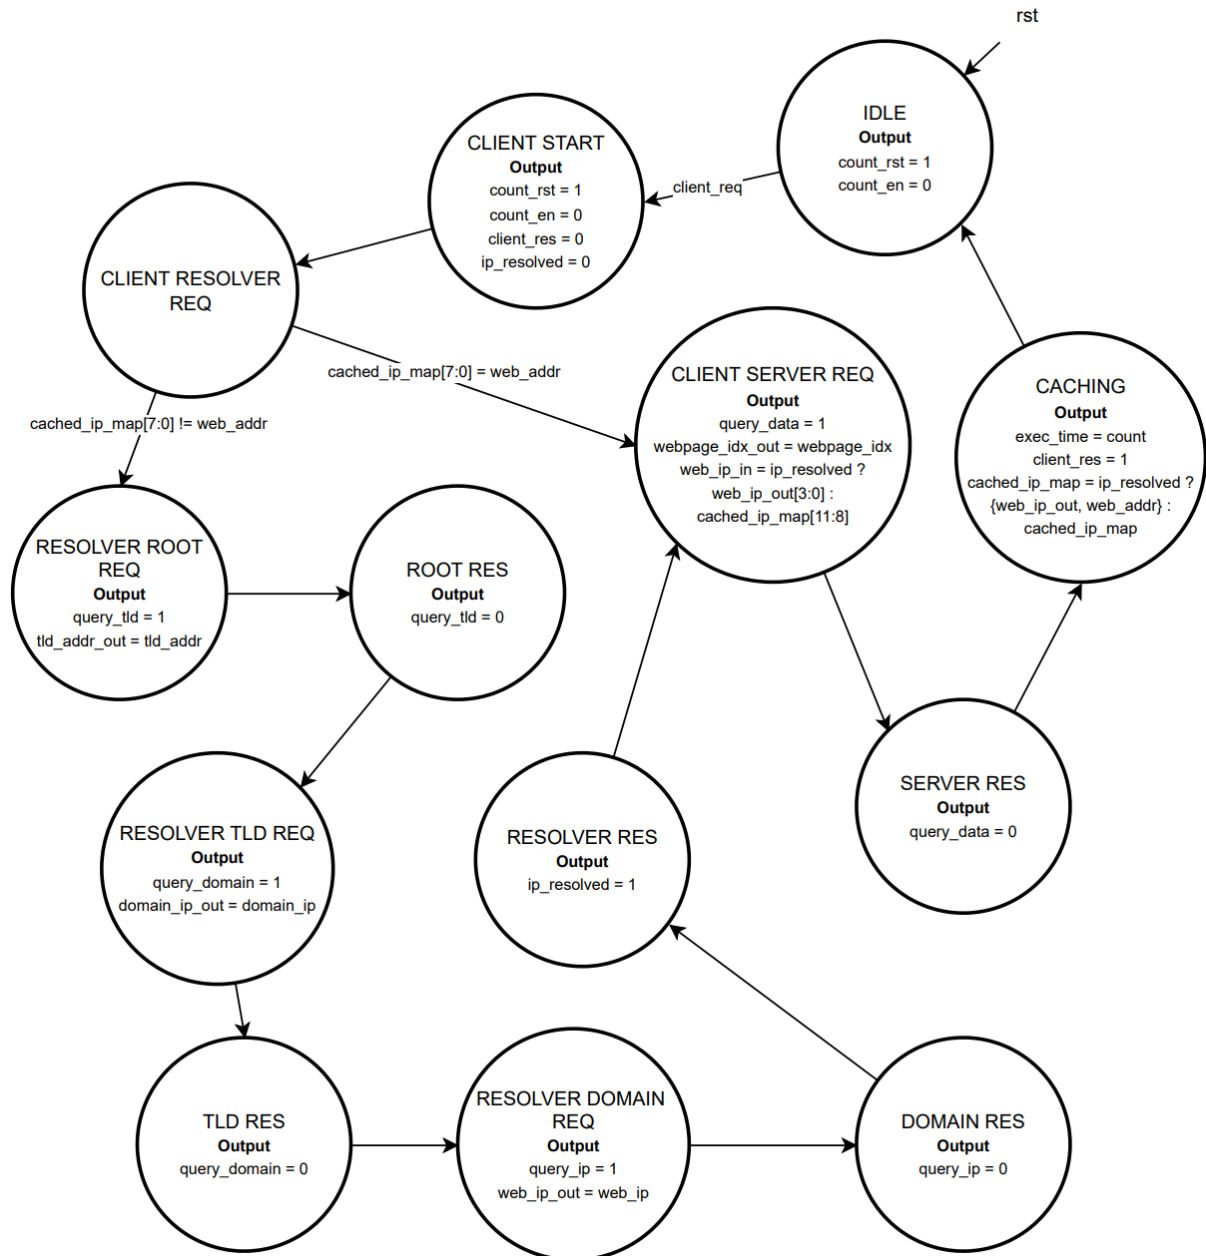 rst
IDLE
Output
count_rst = 1
count_en = 0
client_req
CLIENT START
Output
count_rst = 1
count_en = 0
client_res = 0
ip_resolved = 0
CLIENT RESOLVER
REQ
cached_ip_map[7:0] = web_addr
cached_ip_map[7:0] != web_addr
CLIENT SERVER REQ
Output
query_data = 1
webpage_idx_out = webpage_idx
web_ip_in = ip_resolved ?
web_ip_out[3:0] :
cached_ip_map[11:8]
CACHING
Output
exec_time = count
client_res = 1
cached_ip_map = ip_resolved ?
{web_ip_out, web_addr} :
cached_ip_map
RESOLVER ROOT
REQ
Output
query_tld = 1
tld_addr_out = tld_addr
ROOT RES
Output
query_tld = 0
RESOLVER TLD REQ
Output
query_domain = 1
domain_ip_out = domain_ip
RESOLVER RES
Output
ip_resolved = 1
SERVER RES
Output
query_data = 0
TLD RES
Output
query_domain = 0
RESOLVER DOMAIN
REQ
Output
query_ip = 1
web_ip_out = web_ip
DOMAIN RES
Output
query_ip = 0